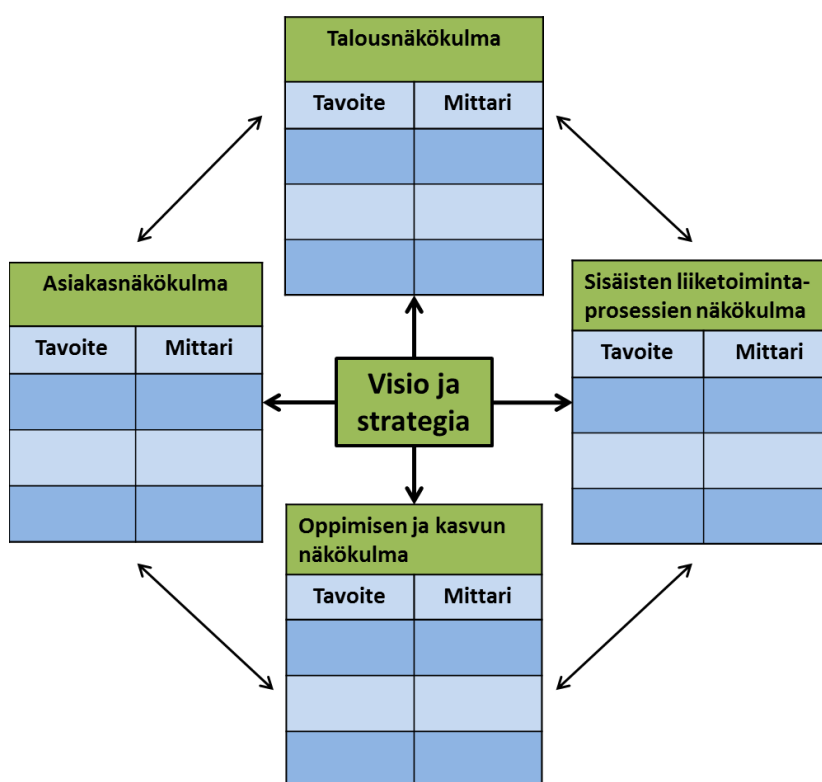 Talousnäkökulma
Tavoite Mittari
Asiakasnäkökulma
Tavoite Mittari
Visio ja
strategia
Sisäisten liiketoiminta-
prosessien näkökulma
Tavoite Mittari
Oppimisen ja kasvun
näkökulma
Tavoite Mittari